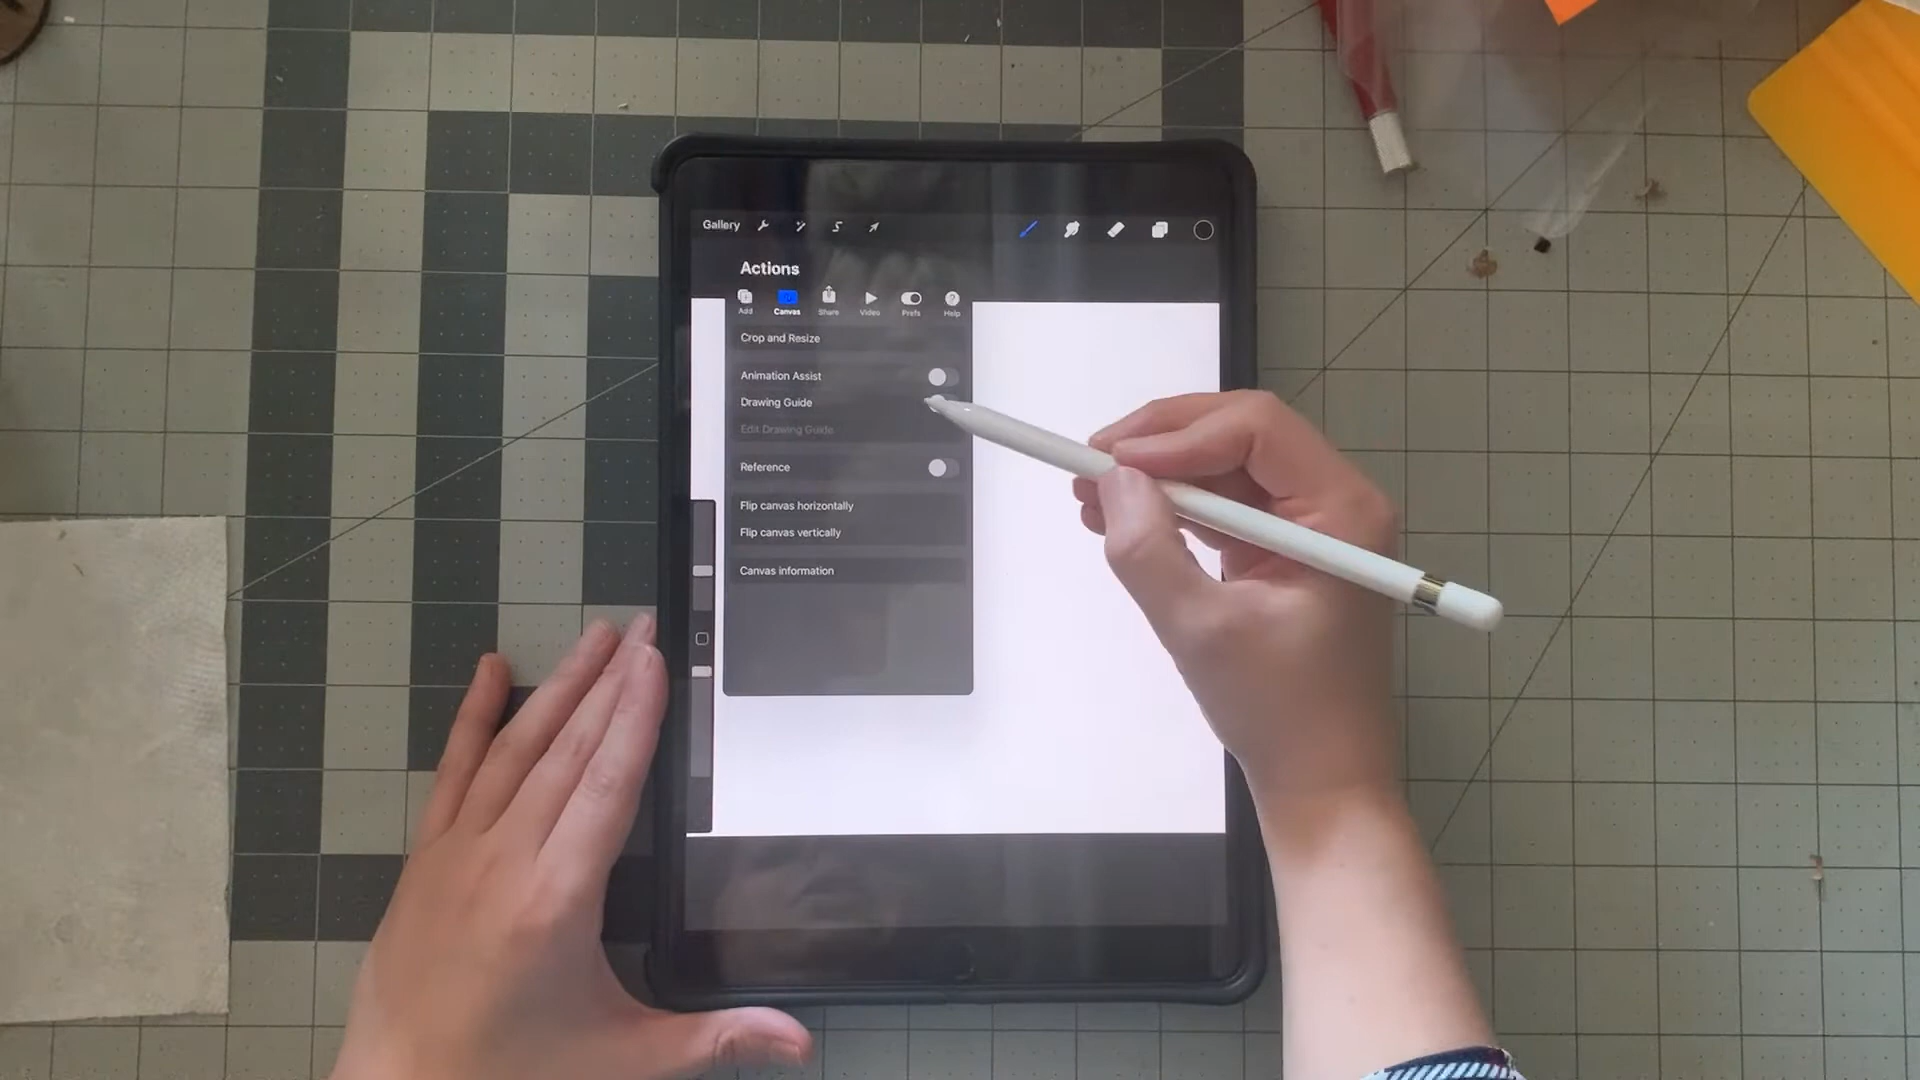 Gallery
Actions
Add Canvas Share Video Prefs Help
Crop and Resize
Animation Assist
Drawing Guide
Edit Drawing Guide
Reference
Flip canvas horizontally
Flip canvas vertically
Canvas information